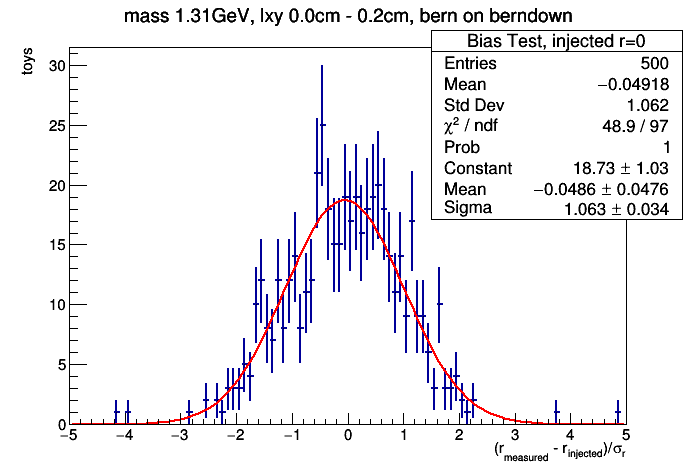 mass 1.31GeV, lxy 0.0cm - 0.2cm, bern on berndown
Bias Test, injected r=0
Entries 500
Mean −0.04918
Std Dev 1.062
χ² / ndf 48.9 / 97
Prob 1
Constant 18.73 ± 1.03
Mean −0.0486 ± 0.0476
Sigma 1.063 ± 0.034
toys
30
25
20
15
10
5
0
−5 −4 −3 −2 −1 0 1 2 3 4 5
(r_measured - r_injected)/σ_r